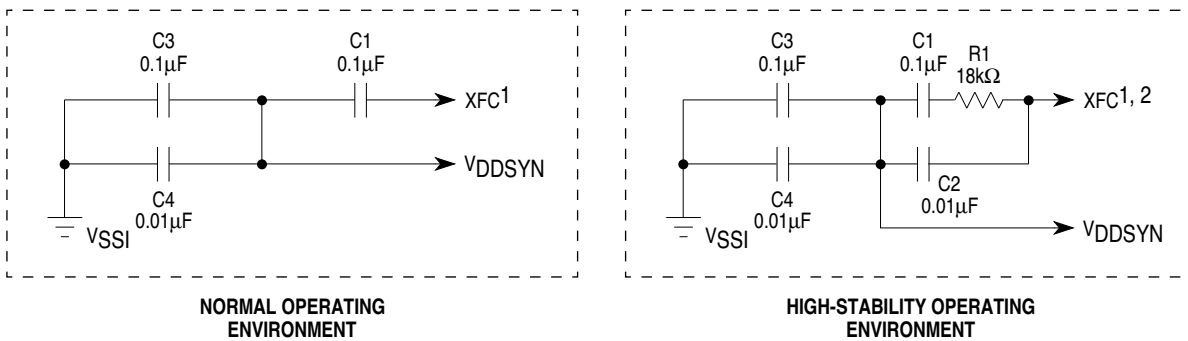 C3
0.1µF
C1
0.1µF
XFC1
VDDSYN
C4
0.01µF
VSSI
NORMAL OPERATING
ENVIRONMENT
C3
0.1µF
C1
0.1µF
R1
18kΩ
XFC1, 2
C2
0.01µF
C4
0.01µF
VSSI
VDDSYN
HIGH-STABILITY OPERATING
ENVIRONMENT